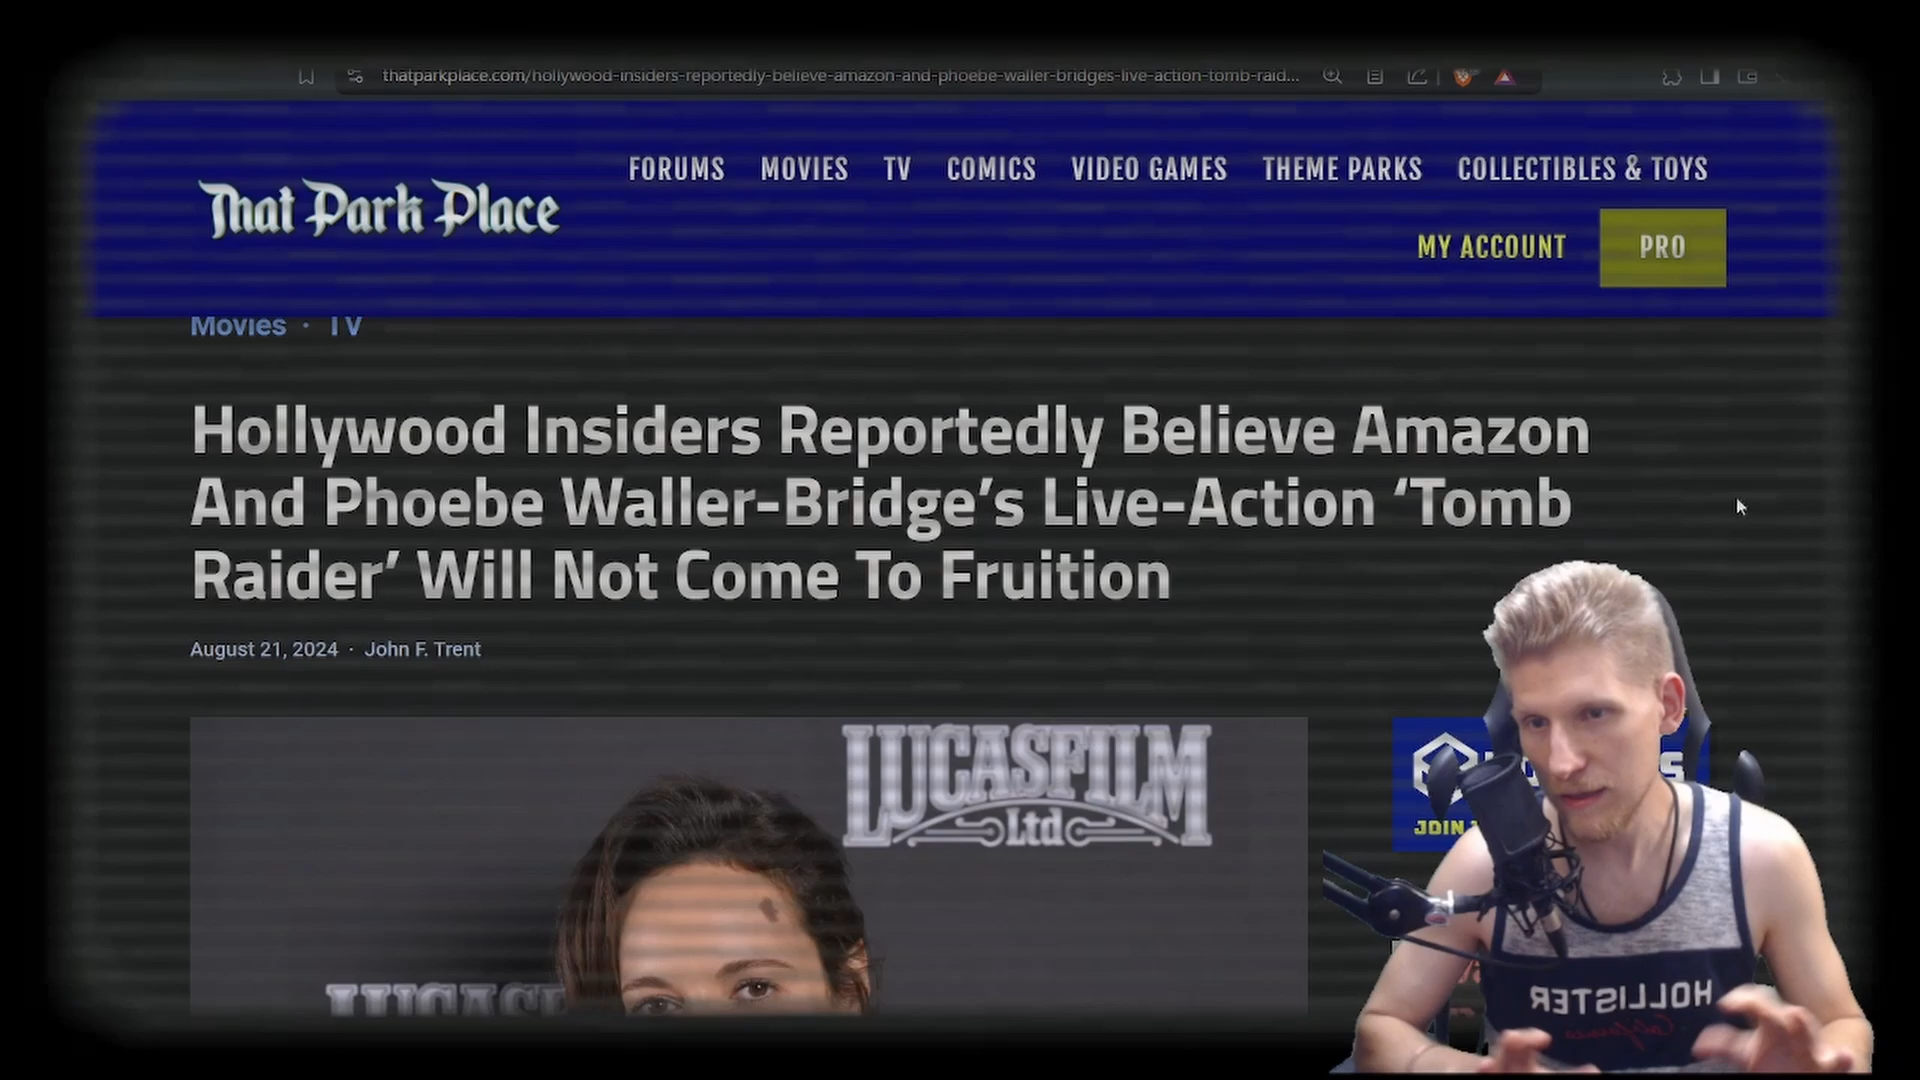 thatparkplace.com/hollywood-insiders-reportedly-believe-amazon-and-phoebe-waller-bridges-live-action-tomb-raid...
FORUMS MOVIES TV COMICS VIDEO GAMES THEME PARKS COLLECTIBLES & TOYS
That Park Place
MY ACCOUNT PRO
Movies · TV
Hollywood Insiders Reportedly Believe Amazon
And Phoebe Waller-Bridge’s Live-Action ‘Tomb
Raider’ Will Not Come To Fruition
August 21, 2024 · John F. Trent
LUCASFILM
Ltd
JOIN
HOLLISTER
California